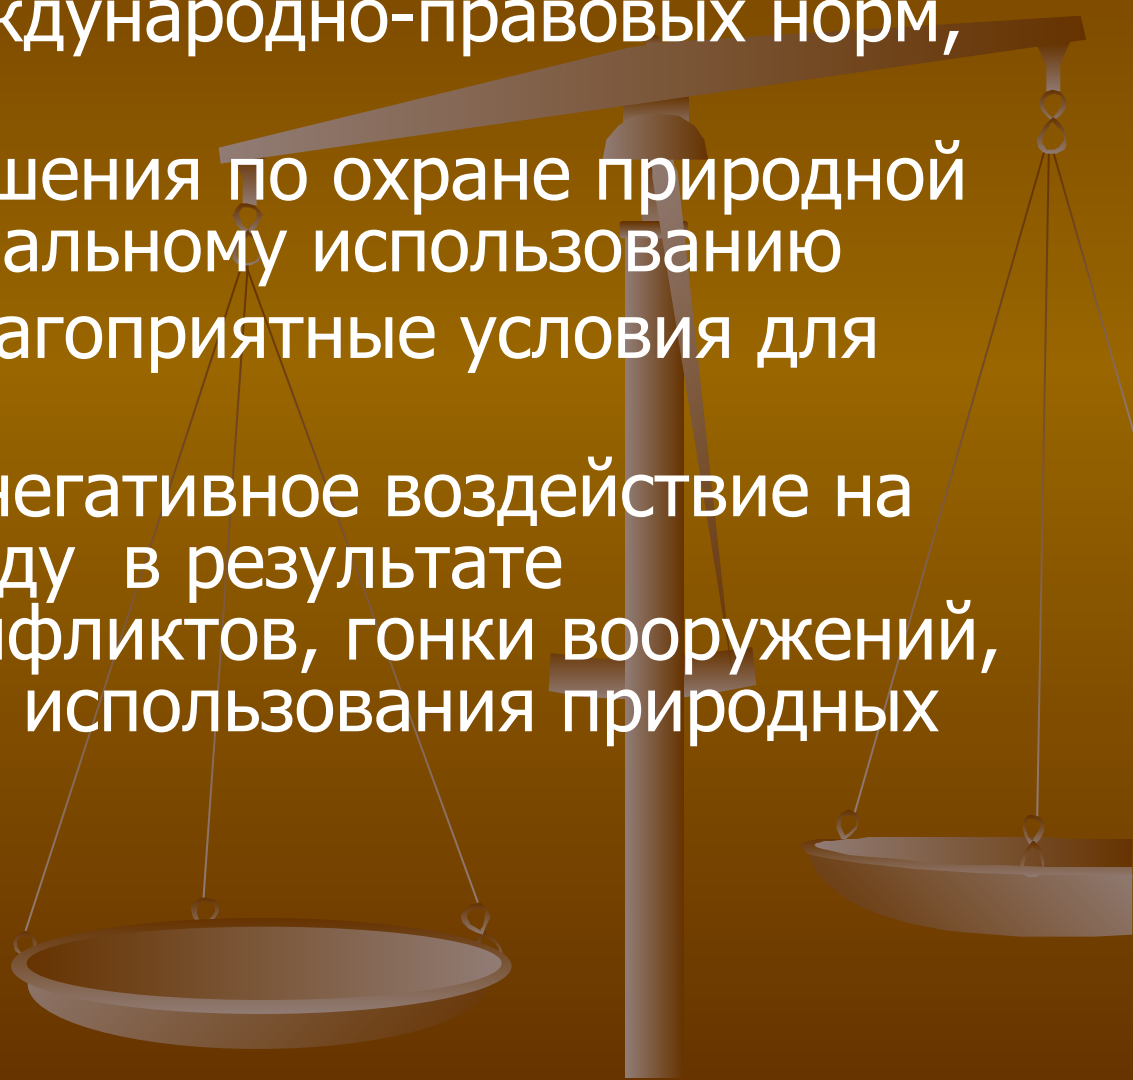 ждународно-правовых норм,
шения по охране природной
альному использованию
агоприятные условия для
негативное воздействие на
ду в результате
нфликтов, гонки вооружений,
использования природных